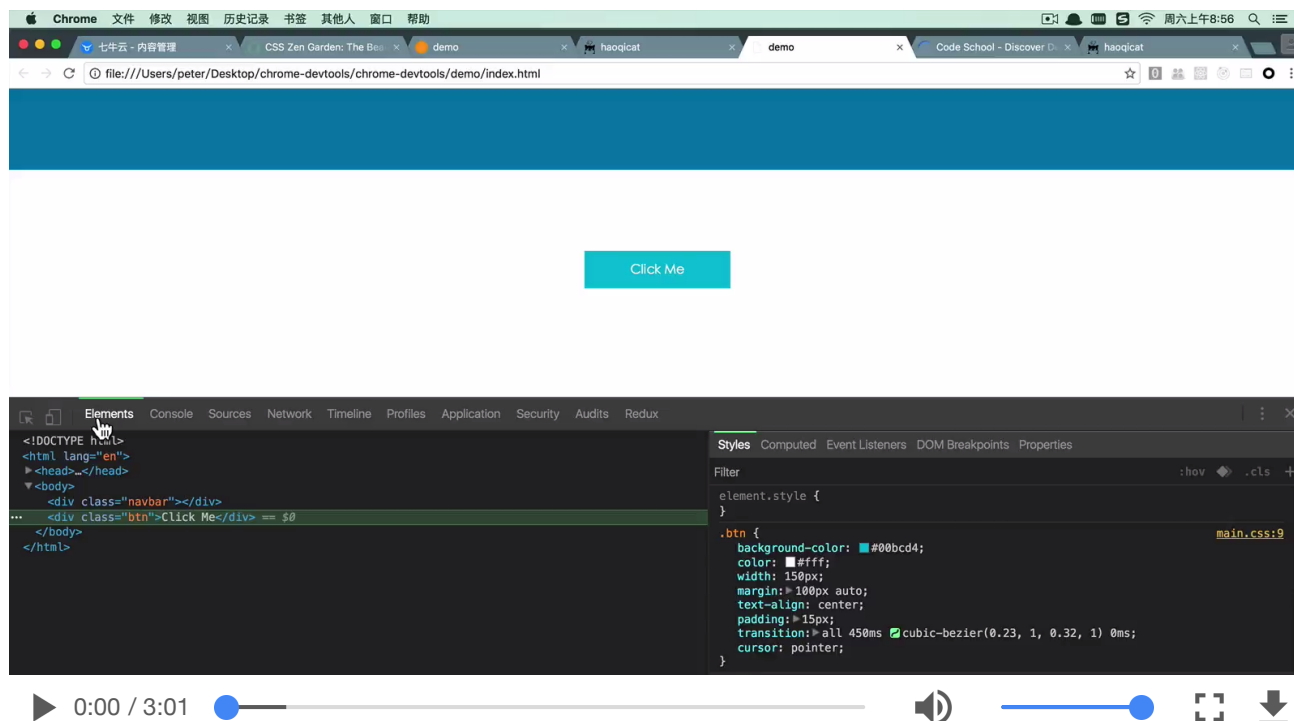 Chrome 文件 修改 视图 历史记录 书签 其他人 窗口 帮助 周六上午8:56
七牛云 - 内容管理 × CSS Zen Garden: The Bea × demo × haoqicat × demo × Code School - Discover D × haoqicat ×
file:///Users/peter/Desktop/chrome-devtools/chrome-devtools/demo/index.html
Click Me
Elements Console Sources Network Timeline Profiles Application Security Audits Redux
<!DOCTYPE html>
<html lang="en">
<head>…</head>
<body>
<div class="navbar"></div>
<div class="btn">Click Me</div> == $0
</body>
</html>
Styles Computed Event Listeners DOM Breakpoints Properties
Filter :hov .cls +
element.style {
}
.btn { main.css:9
background-color: #00bcd4;
color: #fff;
width: 150px;
margin: 100px auto;
text-align: center;
padding: 15px;
transition: all 450ms cubic-bezier(0.23, 1, 0.32, 1) 0ms;
cursor: pointer;
}
0:00 / 3:01